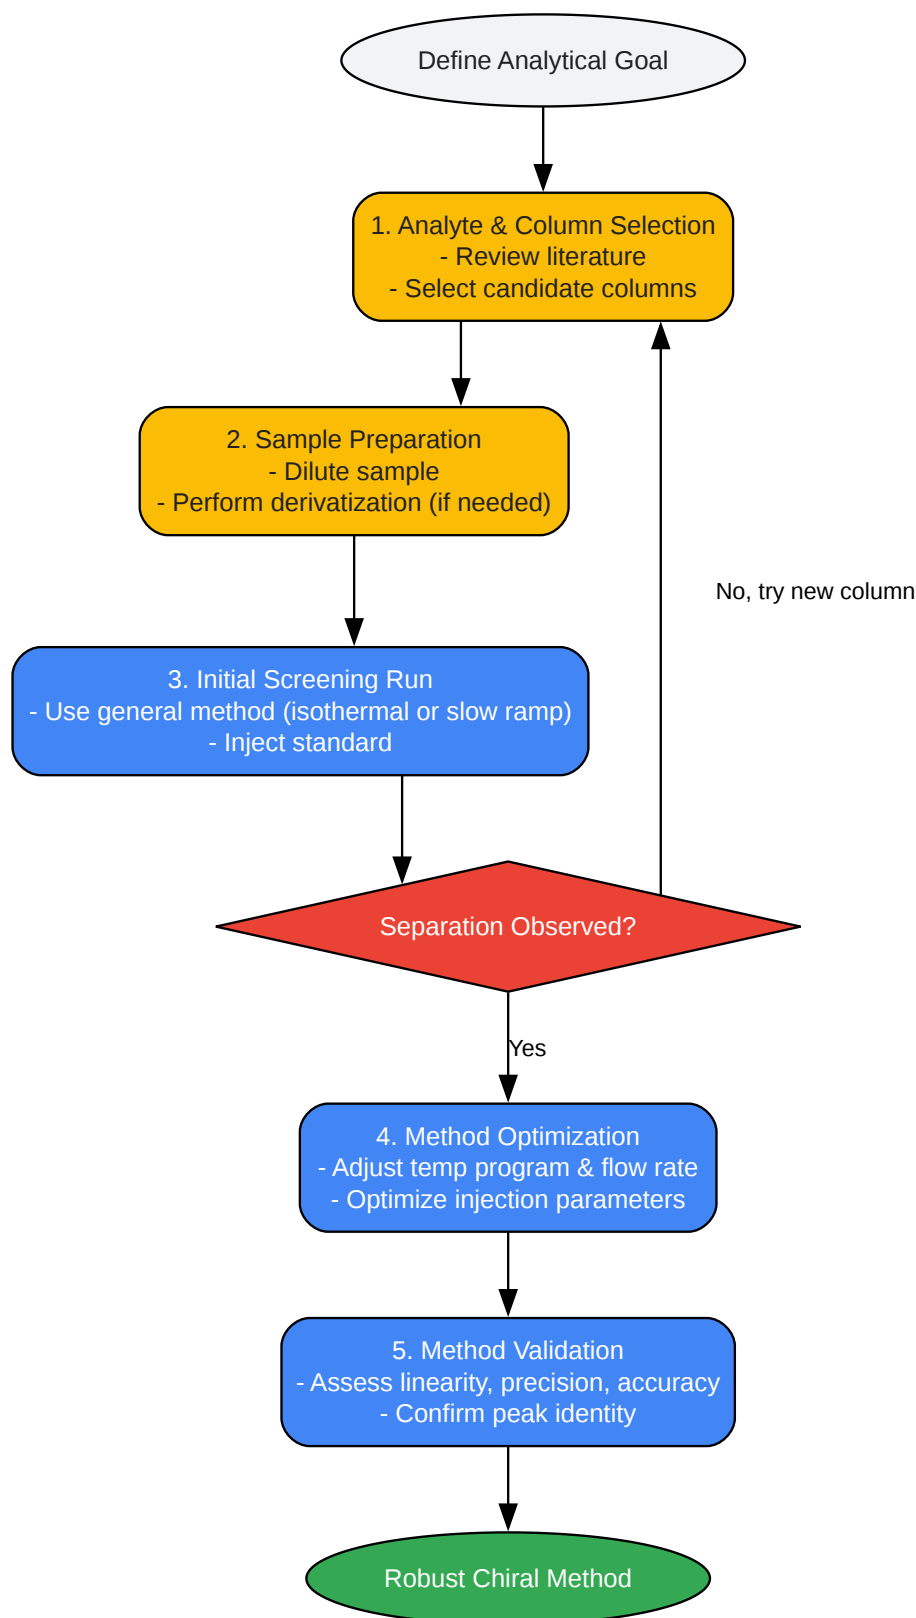 Define Analytical Goal
1. Analyte & Column Selection
- Review literature
- Select candidate columns
2. Sample Preparation
- Dilute sample
- Perform derivatization (if needed)
No, try new column
3. Initial Screening Run
- Use general method (isothermal or slow ramp)
- Inject standard
Separation Observed?
Yes
4. Method Optimization
- Adjust temp program & flow rate
- Optimize injection parameters
5. Method Validation
- Assess linearity, precision, accuracy
- Confirm peak identity
Robust Chiral Method